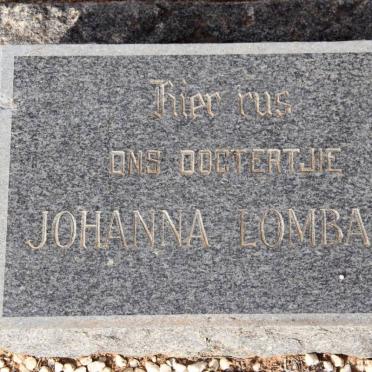 Hier rus
ONS DOGTERTJIE
JOHANNA LOMBA